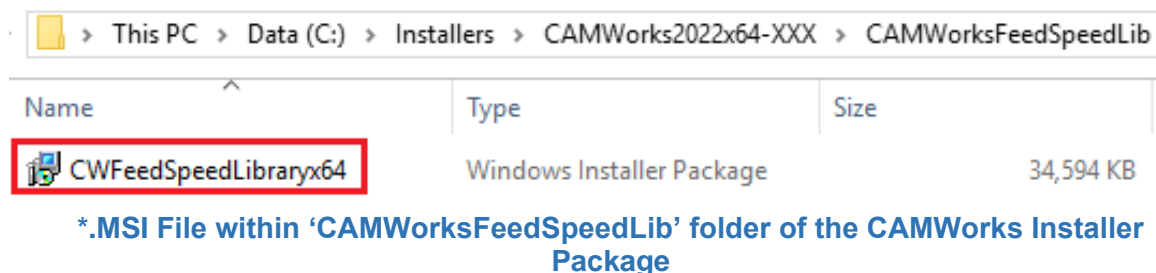 > This PC > Data (C:) > Installers > CAMWorks2022x64-XXX > CAMWorksFeedSpeedLib
Name Type Size
CWFeedSpeedLibraryx64 Windows Installer Package 34,594 KB
*.MSI File within ‘CAMWorksFeedSpeedLib’ folder of the CAMWorks Installer
Package